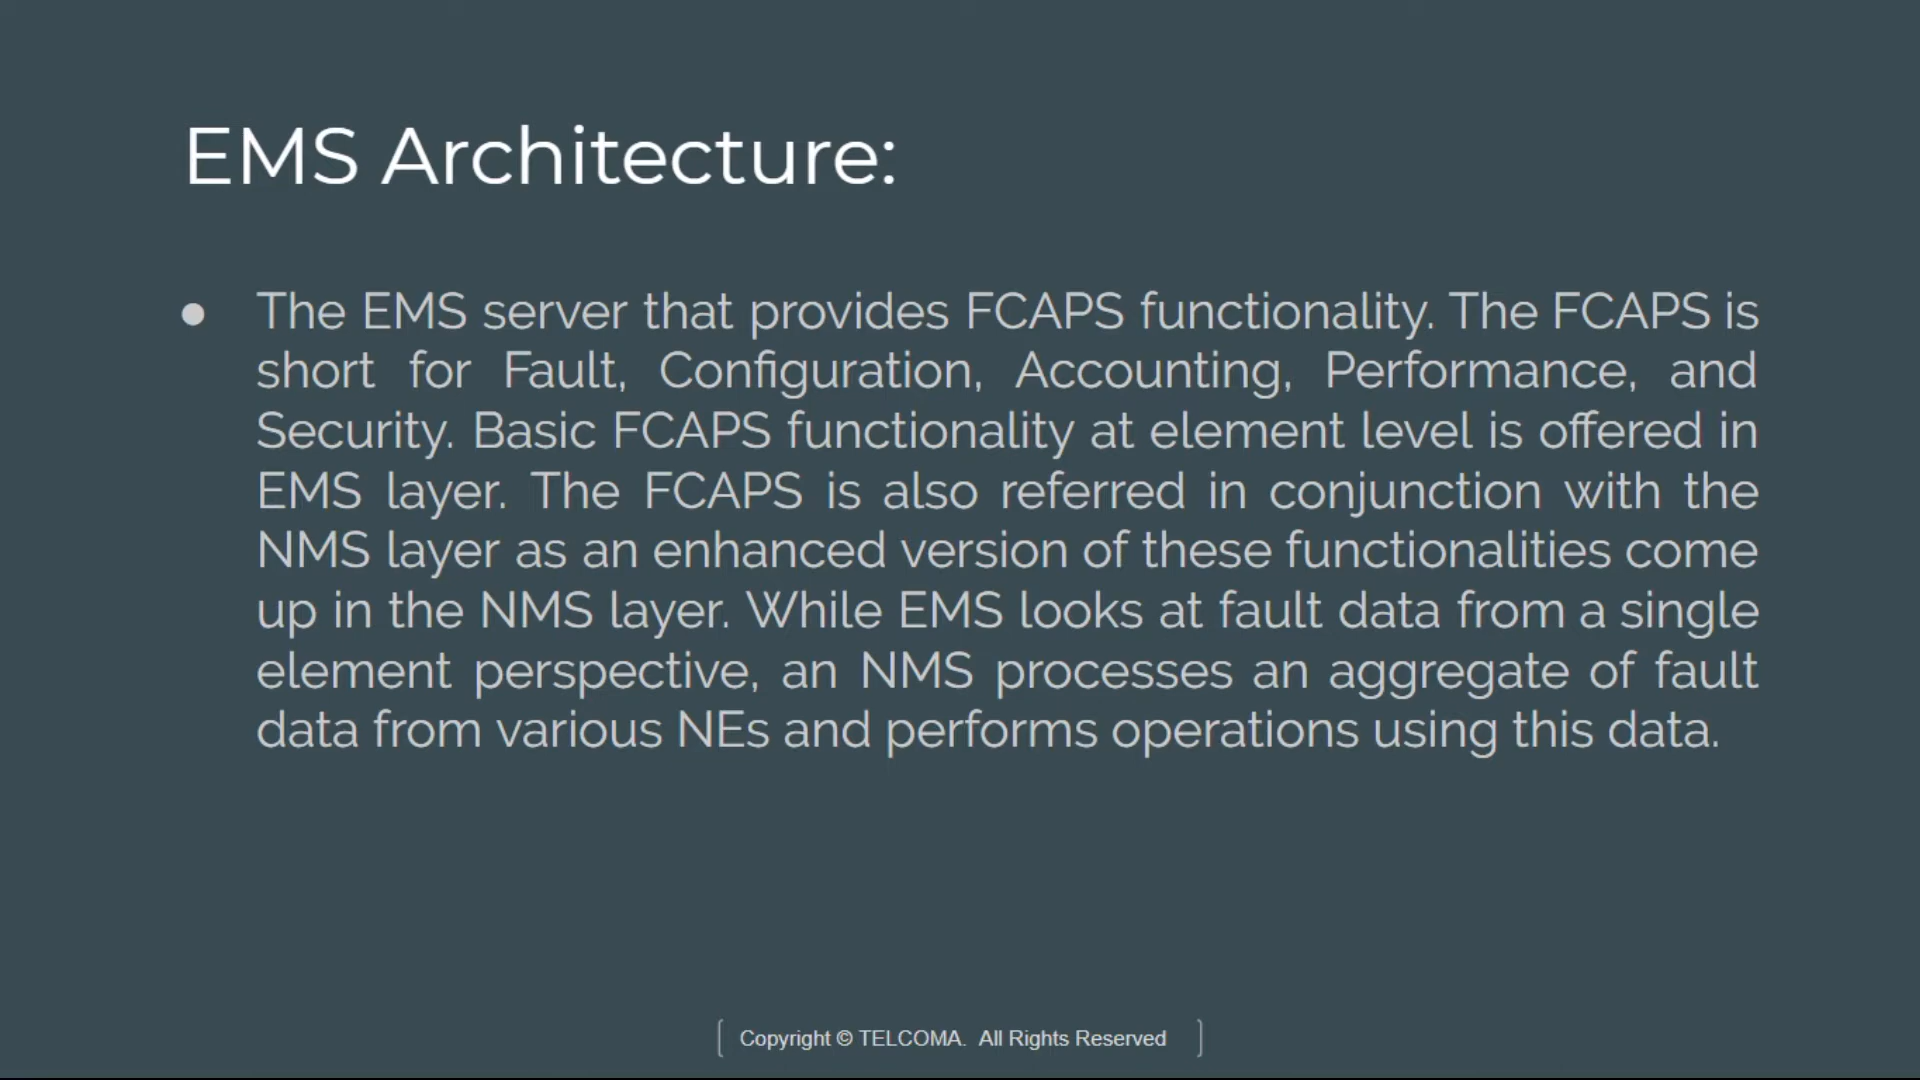 EMS Architecture:
● The EMS server that provides FCAPS functionality. The FCAPS is
short for Fault, Configuration, Accounting, Performance, and
Security. Basic FCAPS functionality at element level is offered in
EMS layer. The FCAPS is also referred in conjunction with the
NMS layer as an enhanced version of these functionalities come
up in the NMS layer. While EMS looks at fault data from a single
element perspective, an NMS processes an aggregate of fault
data from various NEs and performs operations using this data.
Copyright © TELCOMA. All Rights Reserved